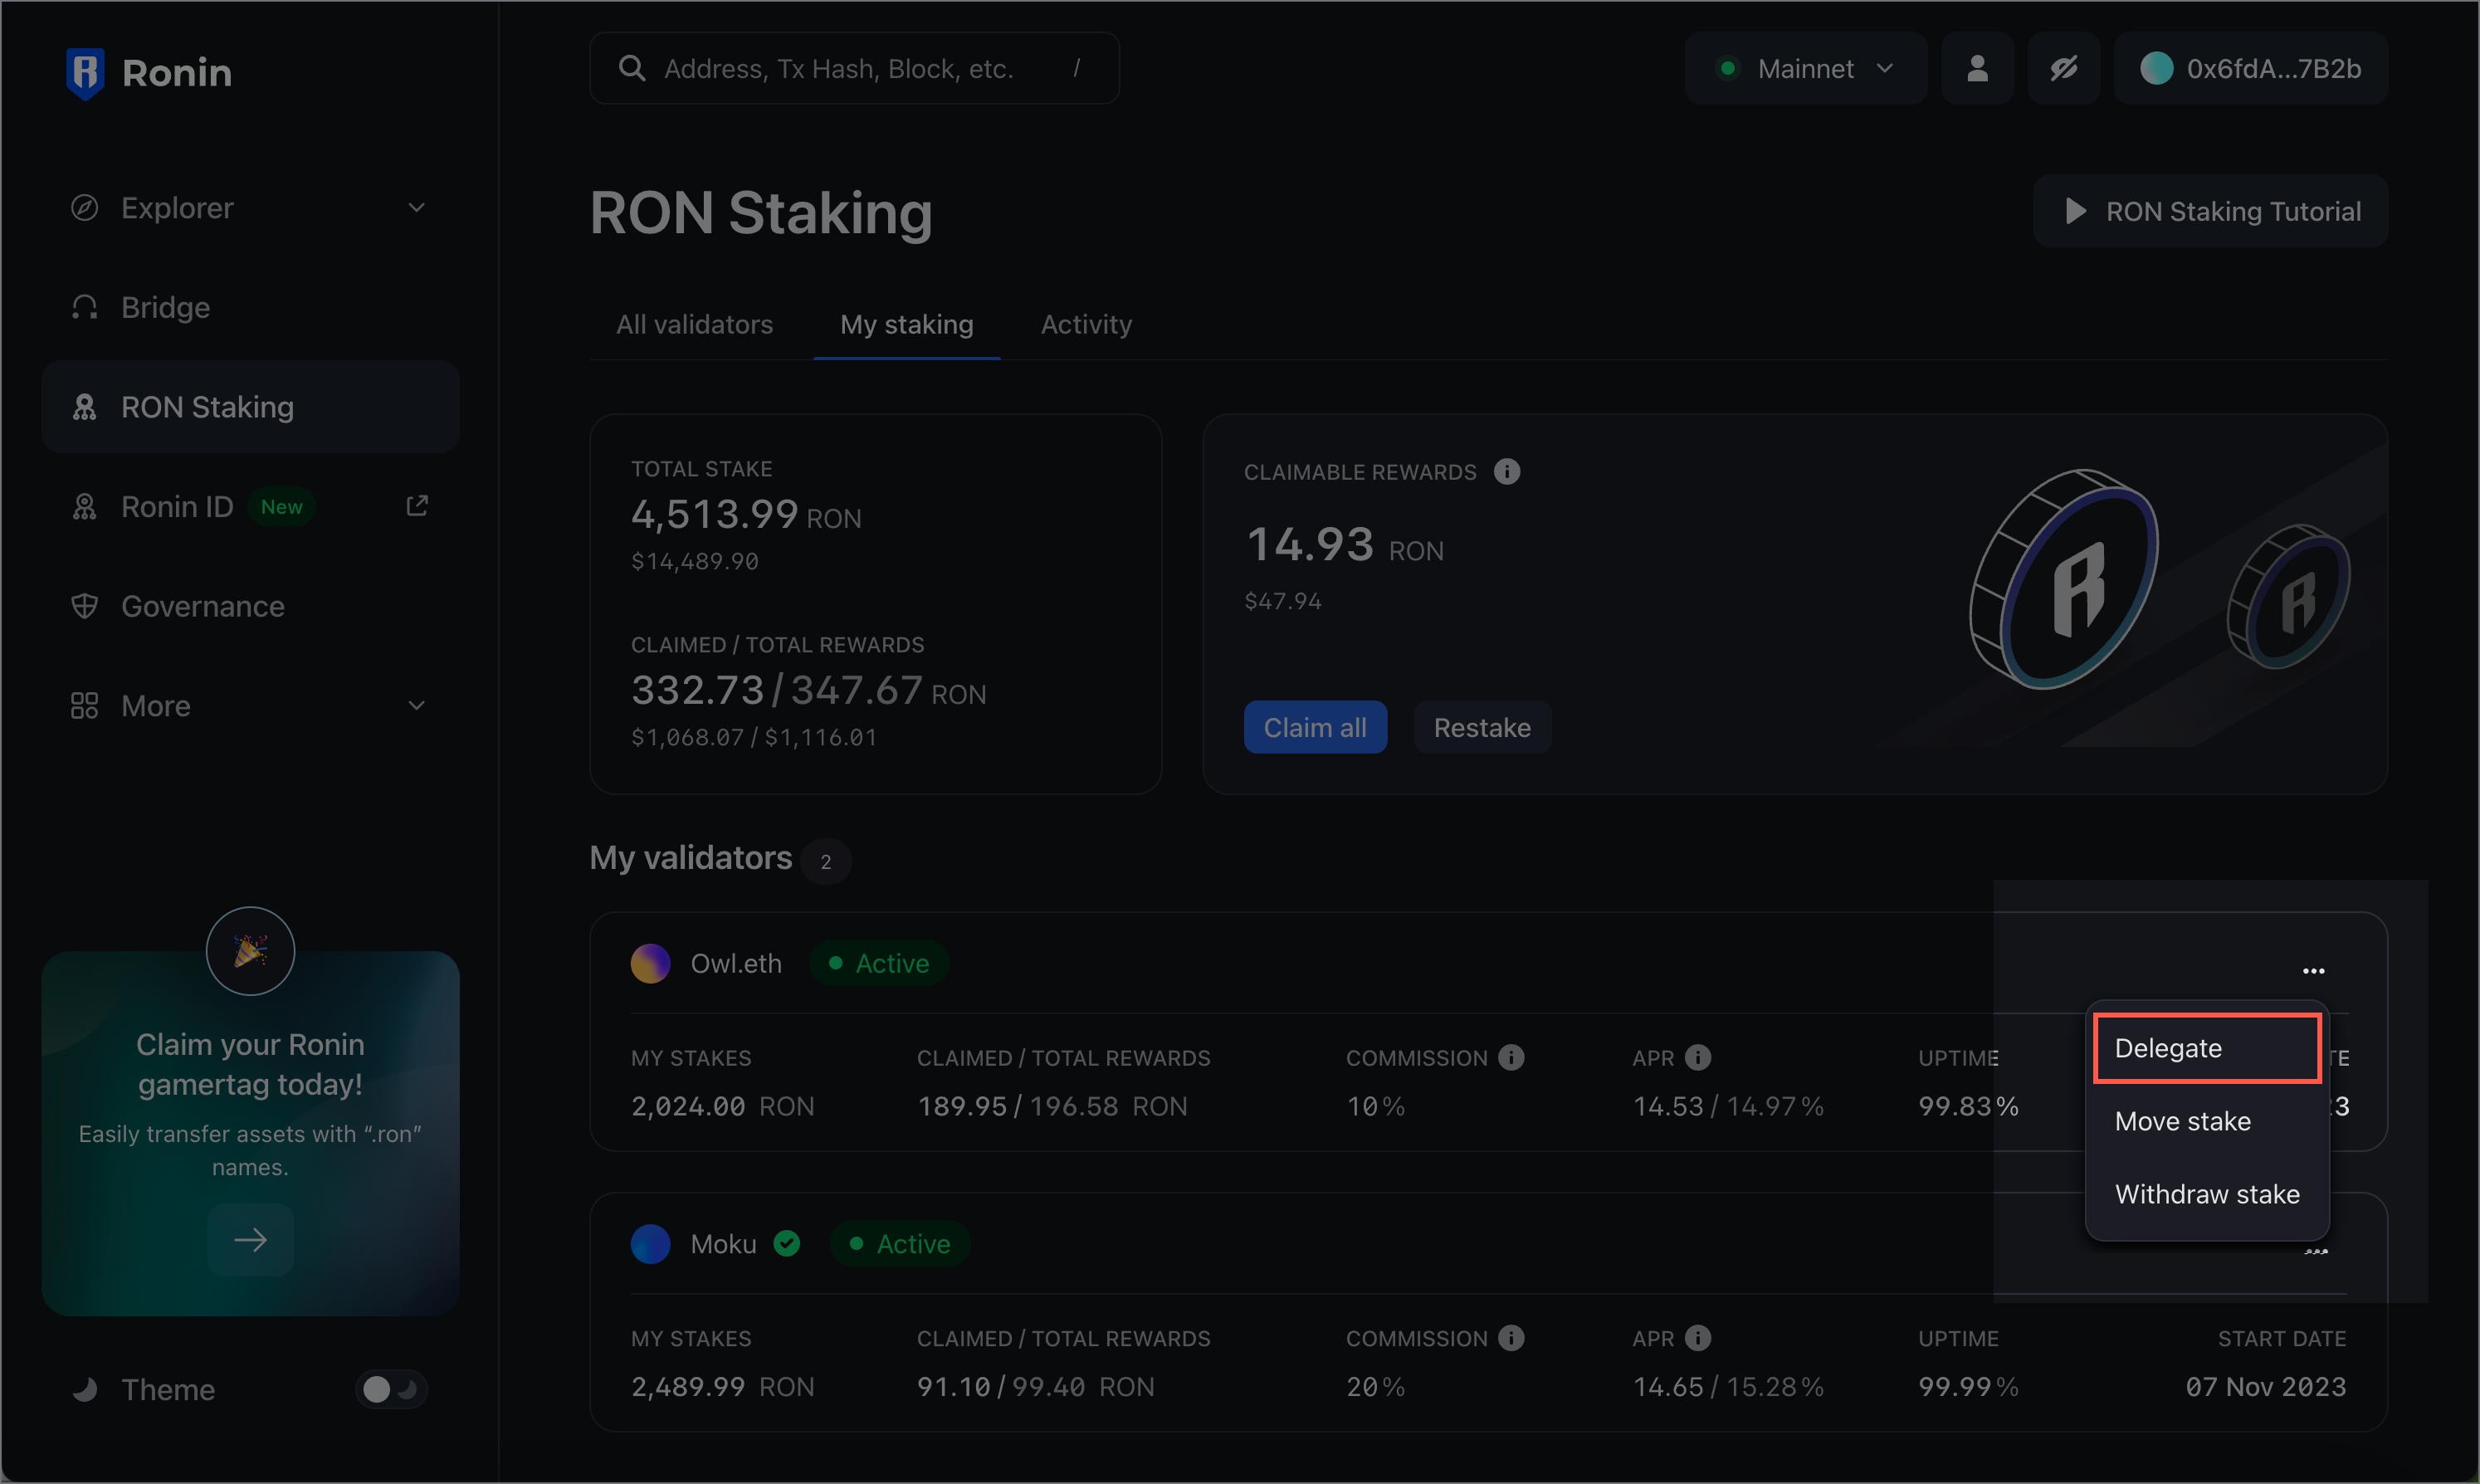 Ronin
Address, Tx Hash, Block, etc. /
Mainnet
0x6fdA...7B2b
Explorer
Bridge
RON Staking
Ronin ID New
Governance
More
Claim your Ronin
gamertag today!
Easily transfer assets with “.ron”
names.
Theme
RON Staking
RON Staking Tutorial
All validators My staking Activity
TOTAL STAKE
4,513.99 RON
$14,489.90
CLAIMED / TOTAL REWARDS
332.73 / 347.67 RON
$1,068.07 / $1,116.01
CLAIMABLE REWARDS
14.93 RON
$47.94
Claim all Restake
My validators 2
Owl.eth Active
MY STAKES CLAIMED / TOTAL REWARDS COMMISSION APR UPTIME
2,024.00 RON 189.95 / 196.58 RON 10% 14.53 / 14.97% 99.83%
Delegate
Move stake
Withdraw stake
Moku Active
MY STAKES CLAIMED / TOTAL REWARDS COMMISSION APR UPTIME START DATE
2,489.99 RON 91.10 / 99.40 RON 20% 14.65 / 15.28% 99.99% 07 Nov 2023